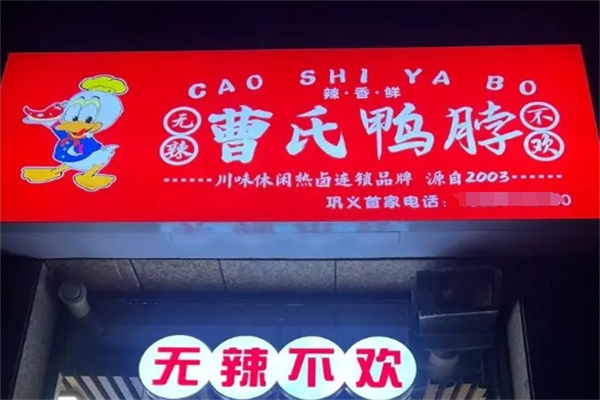 CAO SHI YA BO
辣·香·鲜
无辣 曹氏鸭脖 不欢
川味休闲热卤连锁品牌 源自2003
巩义首家电话:
无辣不欢